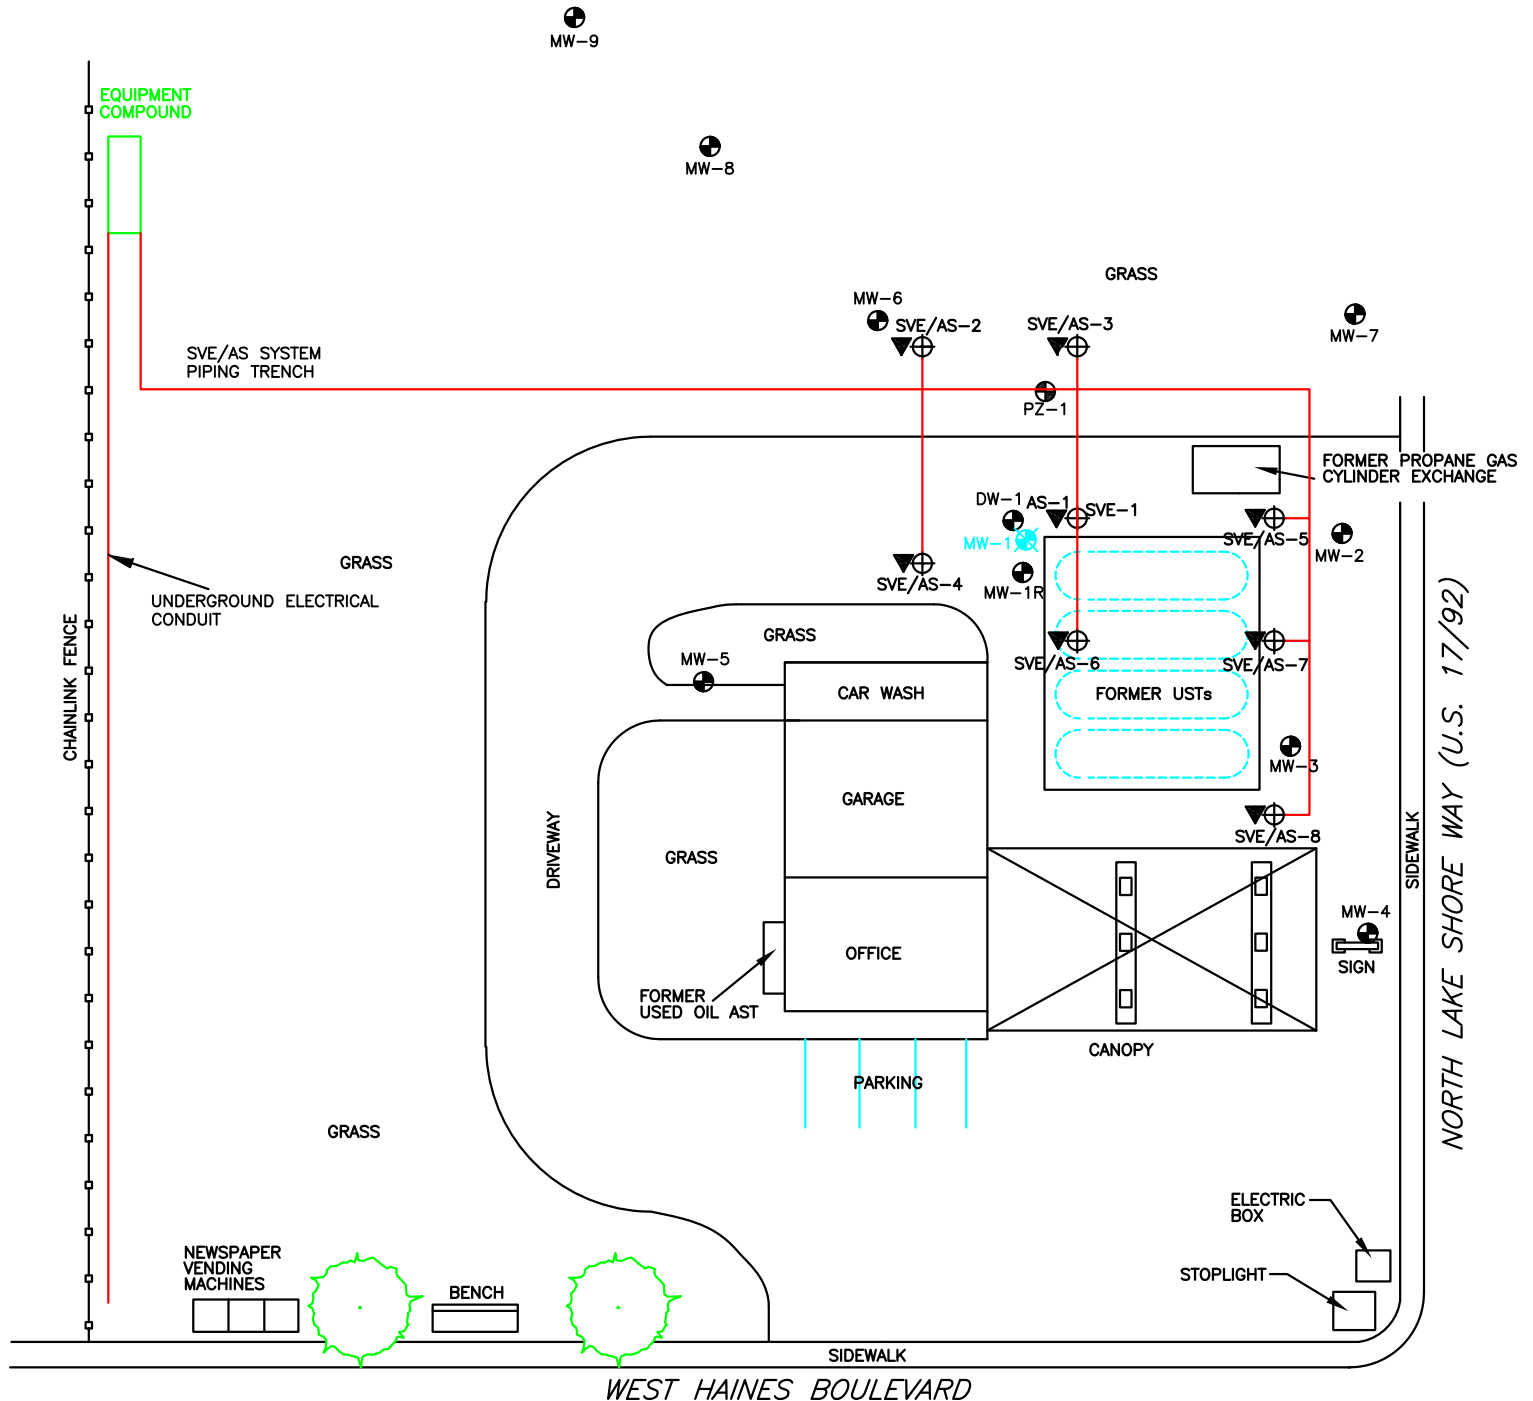 MW-9
EQUIPMENT
COMPOUND
MW-8
GRASS
MW-6
SVE/AS-2
SVE/AS-3
MW-7
SVE/AS SYSTEM
PIPING TRENCH
PZ-1
FORMER PROPANE GAS
CYLINDER EXCHANGE
DW-1
AS-1
SVE-1
MW-1
SVE/AS-5
MW-2
GRASS
SVE/AS-4
MW-1R
UNDERGROUND ELECTRICAL
CONDUIT
GRASS
MW-5
SVE/AS-6
SVE/AS-7
CHAINLINK FENCE
CAR WASH
FORMER USTs
NORTH LAKE SHORE WAY (U.S. 17/92)
MW-3
GARAGE
SVE/AS-8
DRIVEWAY
GRASS
SIDEWALK
MW-4
OFFICE
SIGN
FORMER
USED OIL AST
CANOPY
PARKING
GRASS
ELECTRIC
BOX
NEWSPAPER
VENDING
MACHINES
BENCH
STOPLIGHT
SIDEWALK
WEST HAINES BOULEVARD